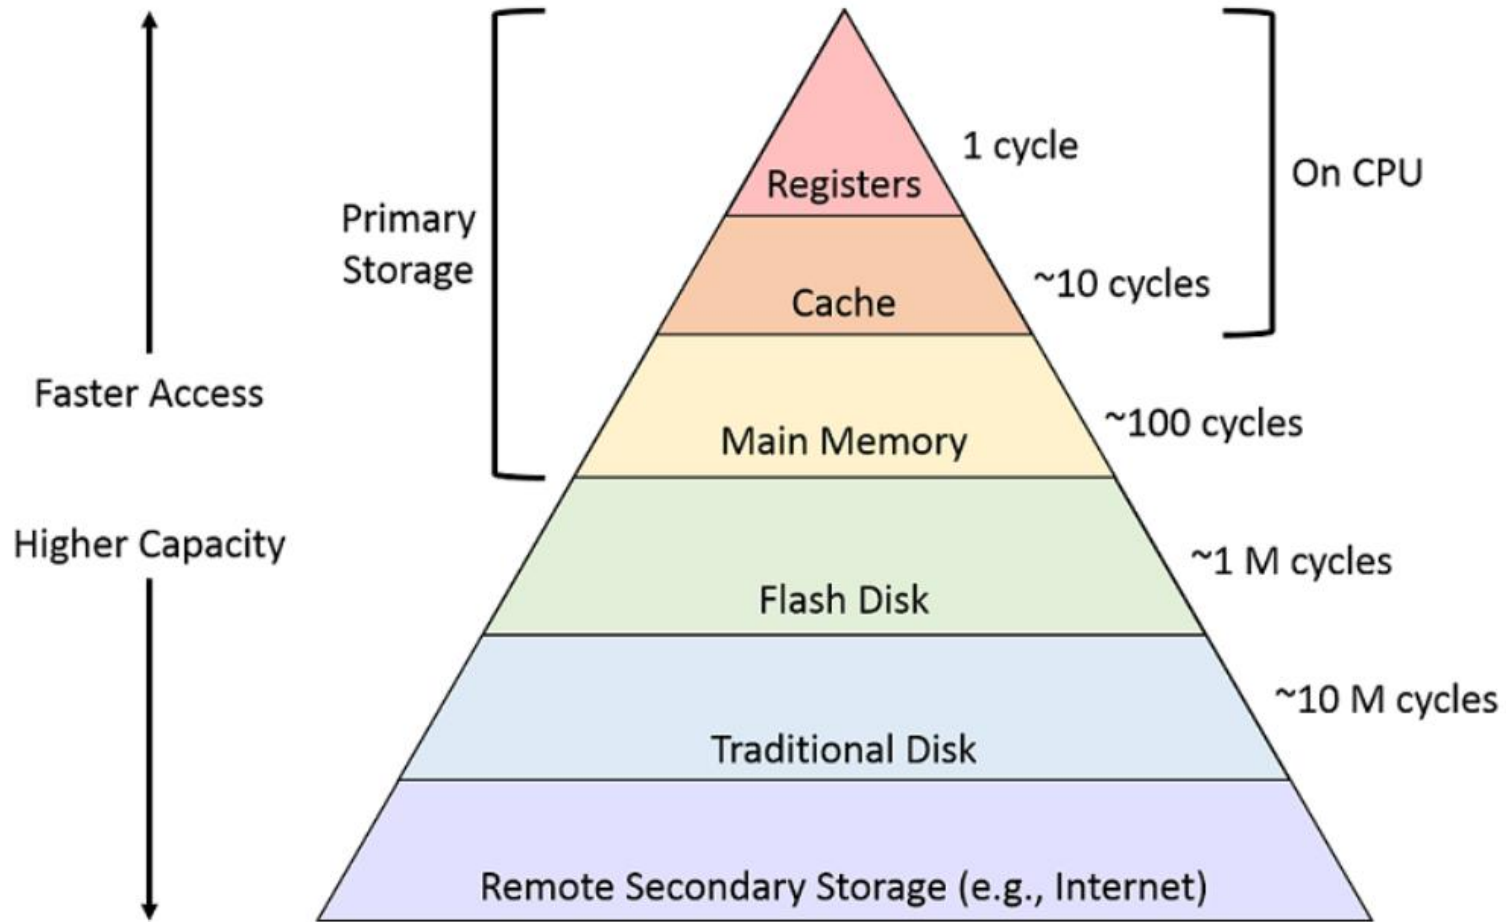 1 cycle
On CPU
Registers
Primary
Storage
~10 cycles
Cache
Faster Access
~100 cycles
Main Memory
Higher Capacity
~1 M cycles
Flash Disk
~10 M cycles
Traditional Disk
Remote Secondary Storage (e.g., Internet)